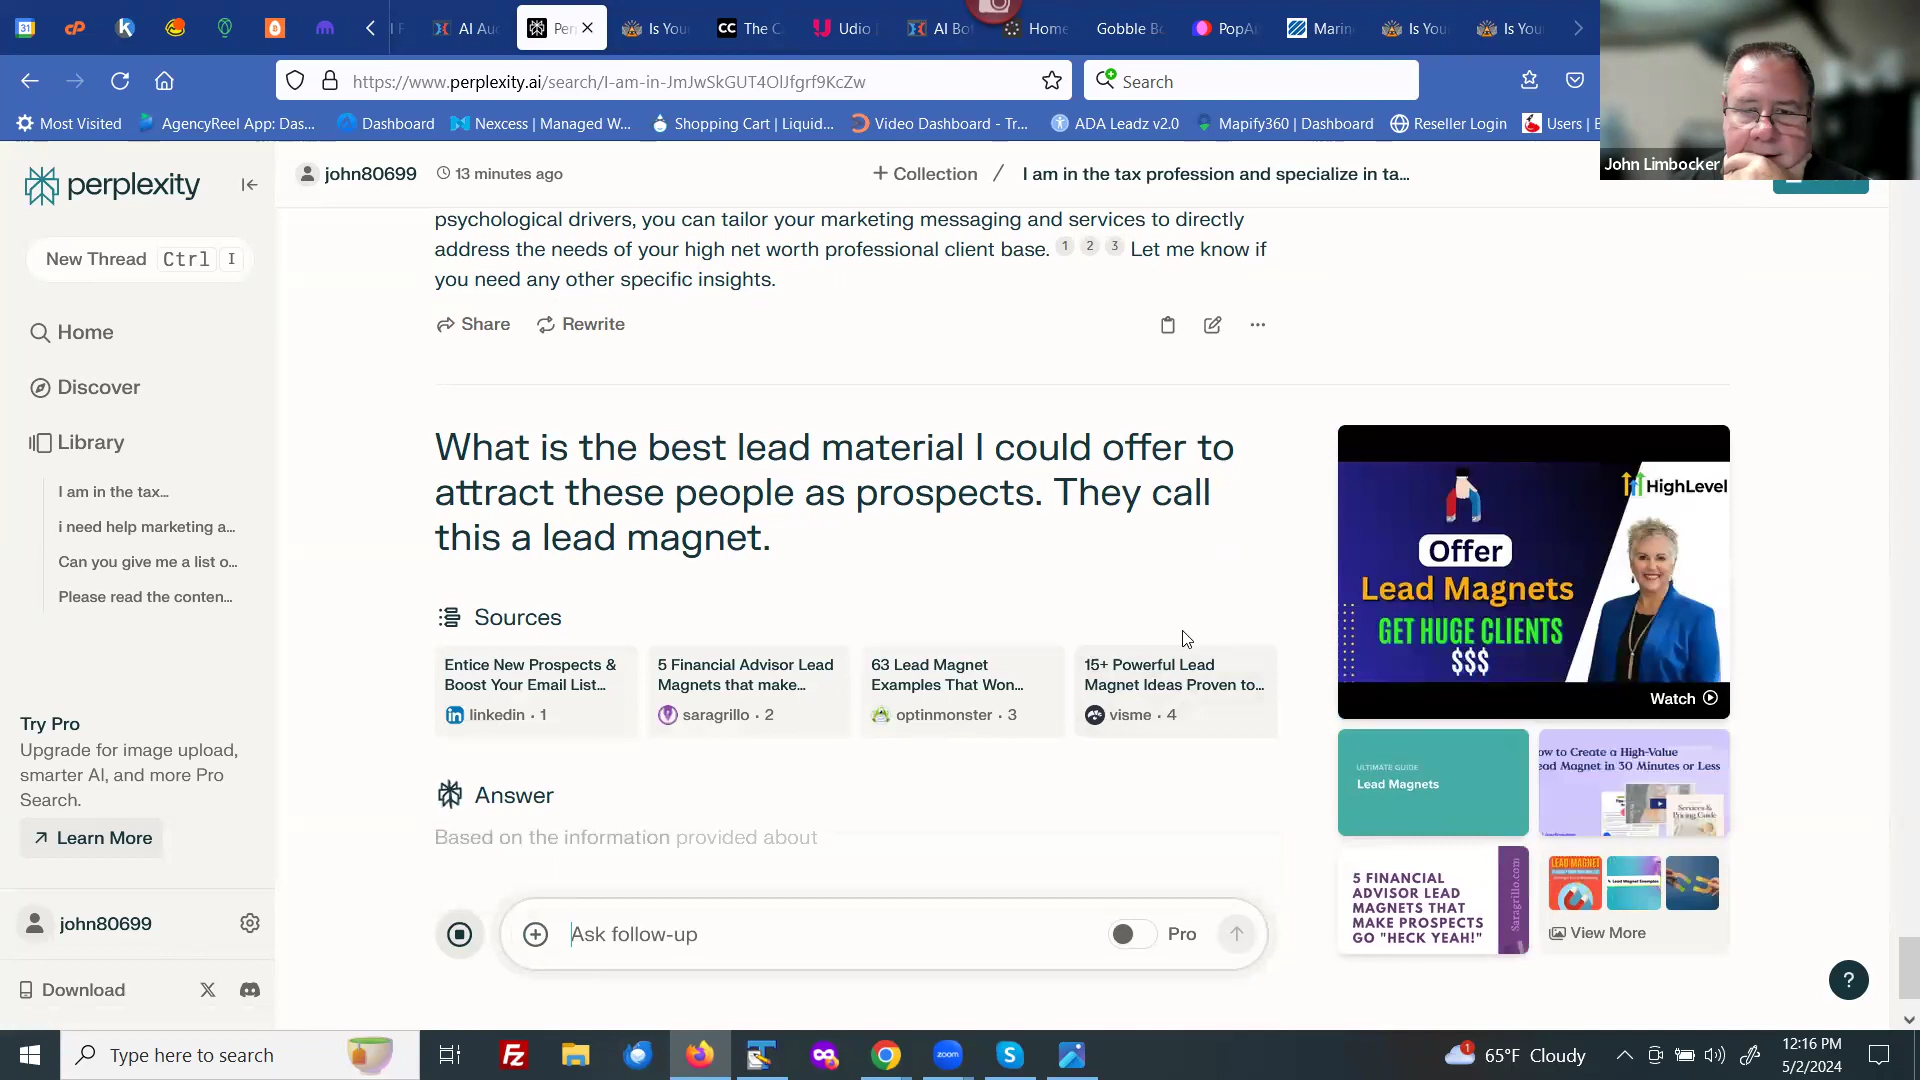 AI Au
Per
Is You
The C
Udio
AI Bo
Home
Gobble B
PopA
Marin
Is You
Is You
https://www.perplexity.ai/search/I-am-in-JmJwSkGUT4OlJfgrf9KcZw
Search
Most Visited
AgencyReel App: Das...
Dashboard
Nexcess | Managed W...
Shopping Cart | Liquid...
Video Dashboard - Tr...
ADA Leadz v2.0
Mapify360 | Dashboard
Reseller Login
Users | E
John Limbocker
perplexity
john80699
13 minutes ago
+ Collection / I am in the tax profession and specialize in ta...
New Thread Ctrl I
Home
Discover
Library
I am in the tax...
i need help marketing a...
Can you give me a list o...
Please read the conten...
Try Pro
Upgrade for image upload,
smarter AI, and more Pro
Search.
Learn More
john80699
Download
psychological drivers, you can tailor your marketing messaging and services to directly
address the needs of your high net worth professional client base. 1 2 3 Let me know if
you need any other specific insights.
Share
Rewrite
What is the best lead material I could offer to
attract these people as prospects. They call
this a lead magnet.
Sources
Entice New Prospects &
Boost Your Email List...
linkedin · 1
5 Financial Advisor Lead
Magnets that make...
saragrillo · 2
63 Lead Magnet
Examples That Won...
optinmonster · 3
15+ Powerful Lead
Magnet Ideas Proven to...
visme · 4
Answer
Based on the information provided about
Ask follow-up
Pro
HighLevel
Offer
Lead Magnets
GET HUGE CLIENTS
$$$
Watch
ULTIMATE GUIDE
Lead Magnets
ow to Create a High-Value
ead Magnet in 30 Minutes or Less
5 FINANCIAL
ADVISOR LEAD
MAGNETS THAT
MAKE PROSPECTS
GO "HECK YEAH!"
Saragrillo.com
View More
?
Type here to search
zoom
1
65°F Cloudy
12:16 PM
5/2/2024